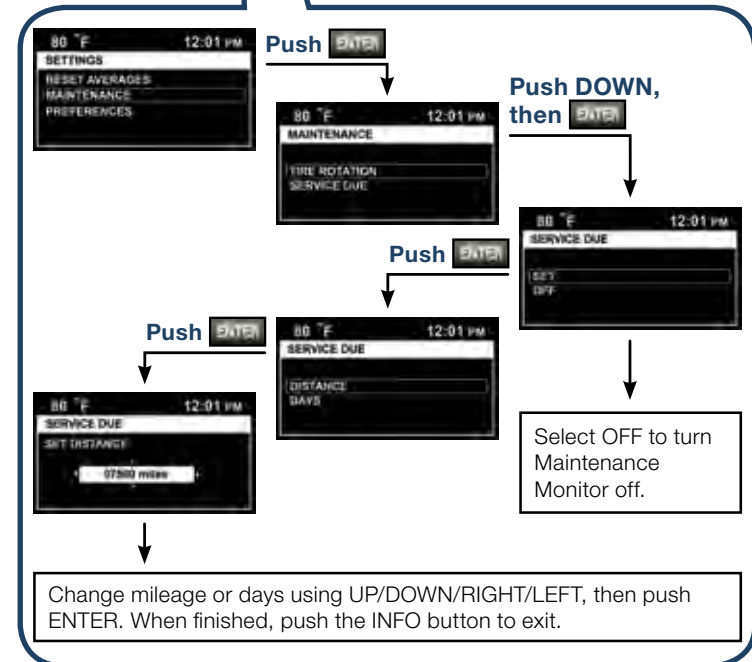 80 °F 12:01 PM
SETTINGS
RESET AVERAGES
MAINTENANCE
PREFERENCES
Push ENTER
80 °F 12:01 PM
MAINTENANCE
TIRE ROTATION
SERVICE DUE
Push DOWN,
then ENTER
80 °F 12:01 PM
SERVICE DUE
SET
OFF
Push ENTER
80 °F 12:01 PM
SERVICE DUE
DISTANCE
DAYS
Push ENTER
80 °F 12:01 PM
SERVICE DUE
SET DISTANCE
07500 miles
Select OFF to turn
Maintenance
Monitor off.
Change mileage or days using UP/DOWN/RIGHT/LEFT, then push
ENTER. When finished, push the INFO button to exit.